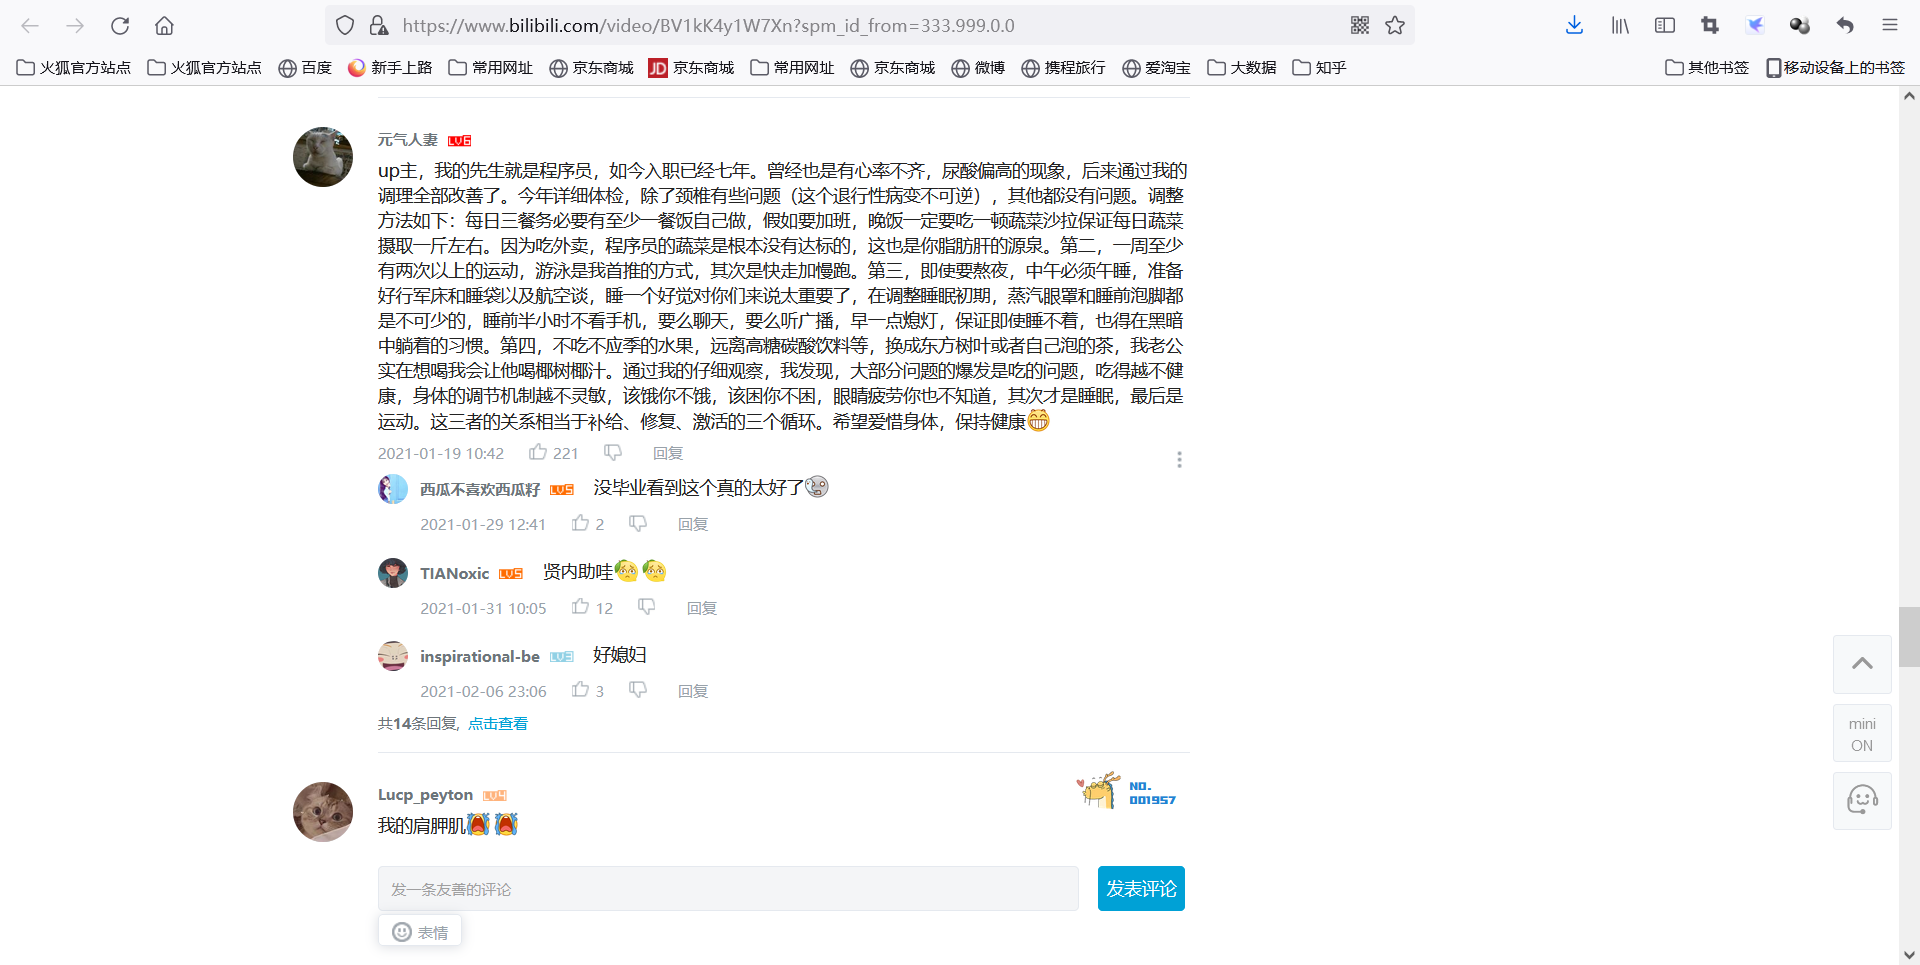 https://www.bilibili.com/video/BV1kK4y1W7Xn?spm_id_from=333.999.0.0
火狐官方站点 火狐官方站点 百度 新手上路 常用网址 京东商城 JD 京东商城 常用网址 京东商城 微博 携程旅行 爱淘宝 大数据 知乎 其他书签 移动设备上的书签
元气人妻 LV6
up主，我的先生就是程序员，如今入职已经七年。曾经也是有心率不齐，尿酸偏高的现象，后来通过我的
调理全部改善了。今年详细体检，除了颈椎有些问题（这个退行性病变不可逆），其他都没有问题。调整
方法如下：每日三餐务必要有至少一餐饭自己做，假如要加班，晚饭一定要吃一顿蔬菜沙拉保证每日蔬菜
摄取一斤左右。因为吃外卖，程序员的蔬菜是根本没有达标的，这也是你脂肪肝的源泉。第二，一周至少
有两次以上的运动，游泳是我首推的方式，其次是快走加慢跑。第三，即使要熬夜，中午必须午睡，准备
好行军床和睡袋以及航空谈，睡一个好觉对你们来说太重要了，在调整睡眠初期，蒸汽眼罩和睡前泡脚都
是不可少的，睡前半小时不看手机，要么聊天，要么听广播，早一点熄灯，保证即使睡不着，也得在黑暗
中躺着的习惯。第四，不吃不应季的水果，远离高糖碳酸饮料等，换成东方树叶或者自己泡的茶，我老公
实在想喝我会让他喝椰树椰汁。通过我的仔细观察，我发现，大部分问题的爆发是吃的问题，吃得越不健
康，身体的调节机制越不灵敏，该饿你不饿，该困你不困，眼睛疲劳你也不知道，其次才是睡眠，最后是
运动。这三者的关系相当于补给、修复、激活的三个循环。希望爱惜身体，保持健康
2021-01-19 10:42 221 回复
西瓜不喜欢西瓜籽 LV5 没毕业看到这个真的太好了
2021-01-29 12:41 2 回复
TIANoxic LV5 贤内助哇
2021-01-31 10:05 12 回复
inspirational-be LV3 好媳妇
2021-02-06 23:06 3 回复
共14条回复, 点击查看
Lucp_peyton LV4
NO.
001957
我的肩胛肌
发一条友善的评论
发表评论
表情
mini
ON